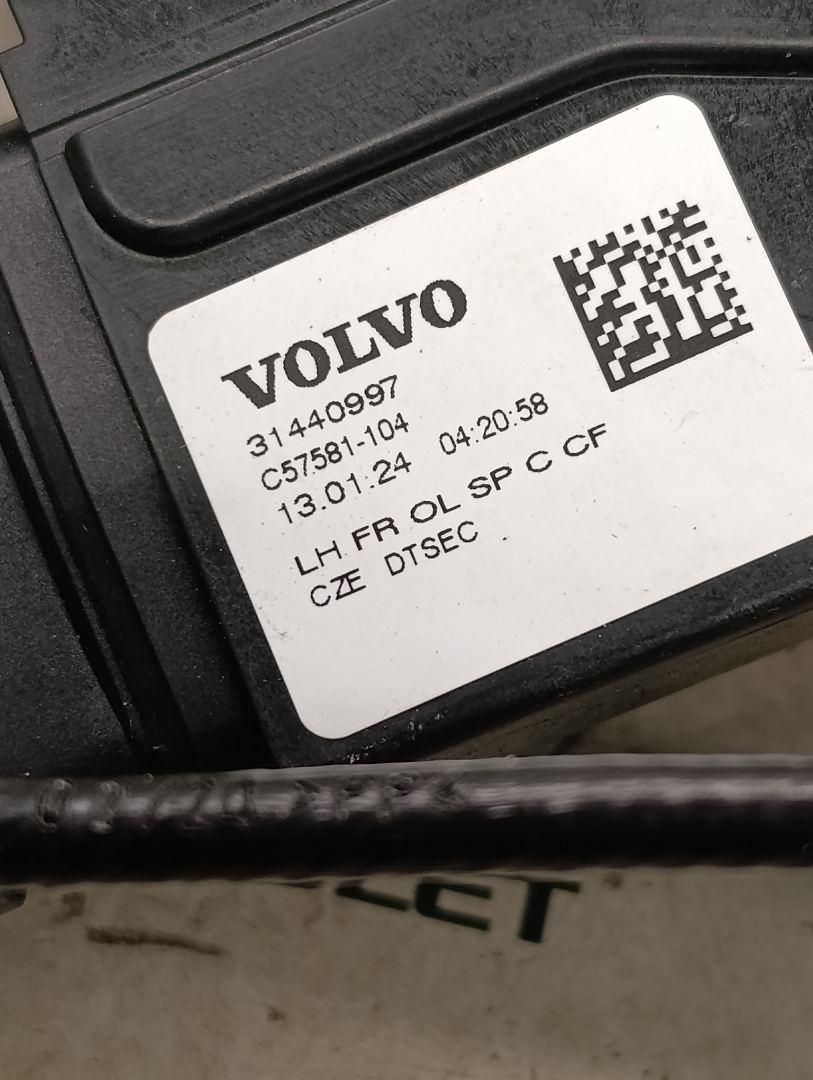 VOLVO
31440997
C57581-104
13.01.24 04:20:58
LH FR OL SP C CF
CZE DTSEC